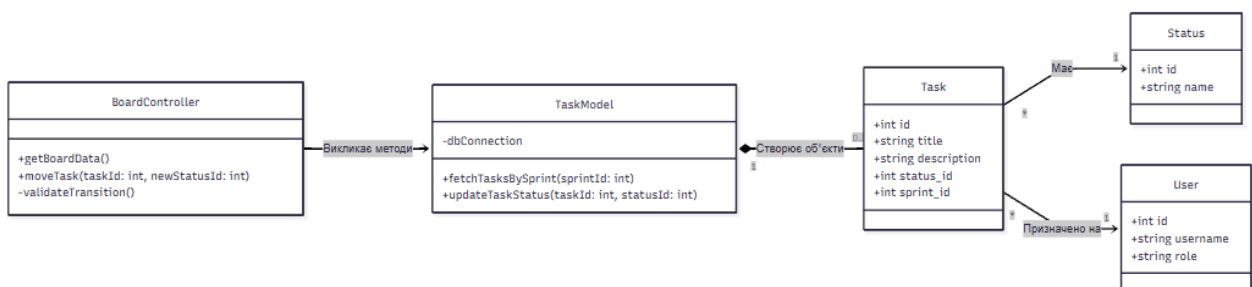 BoardController
+getBoardData()
+moveTask(taskId: int, newStatusId: int)
-validateTransition()
Викликає методи
TaskModel
-dbConnection
+fetchTasksBySprint(sprintId: int)
+updateTaskStatus(taskId: int, statusId: int)
1
Створює об'єкти
0..
Task
+int id
+string title
+string description
+int status_id
+int sprint_id
*
Має
1
Status
+int id
+string name
*
Призначено на
1
User
+int id
+string username
+string role